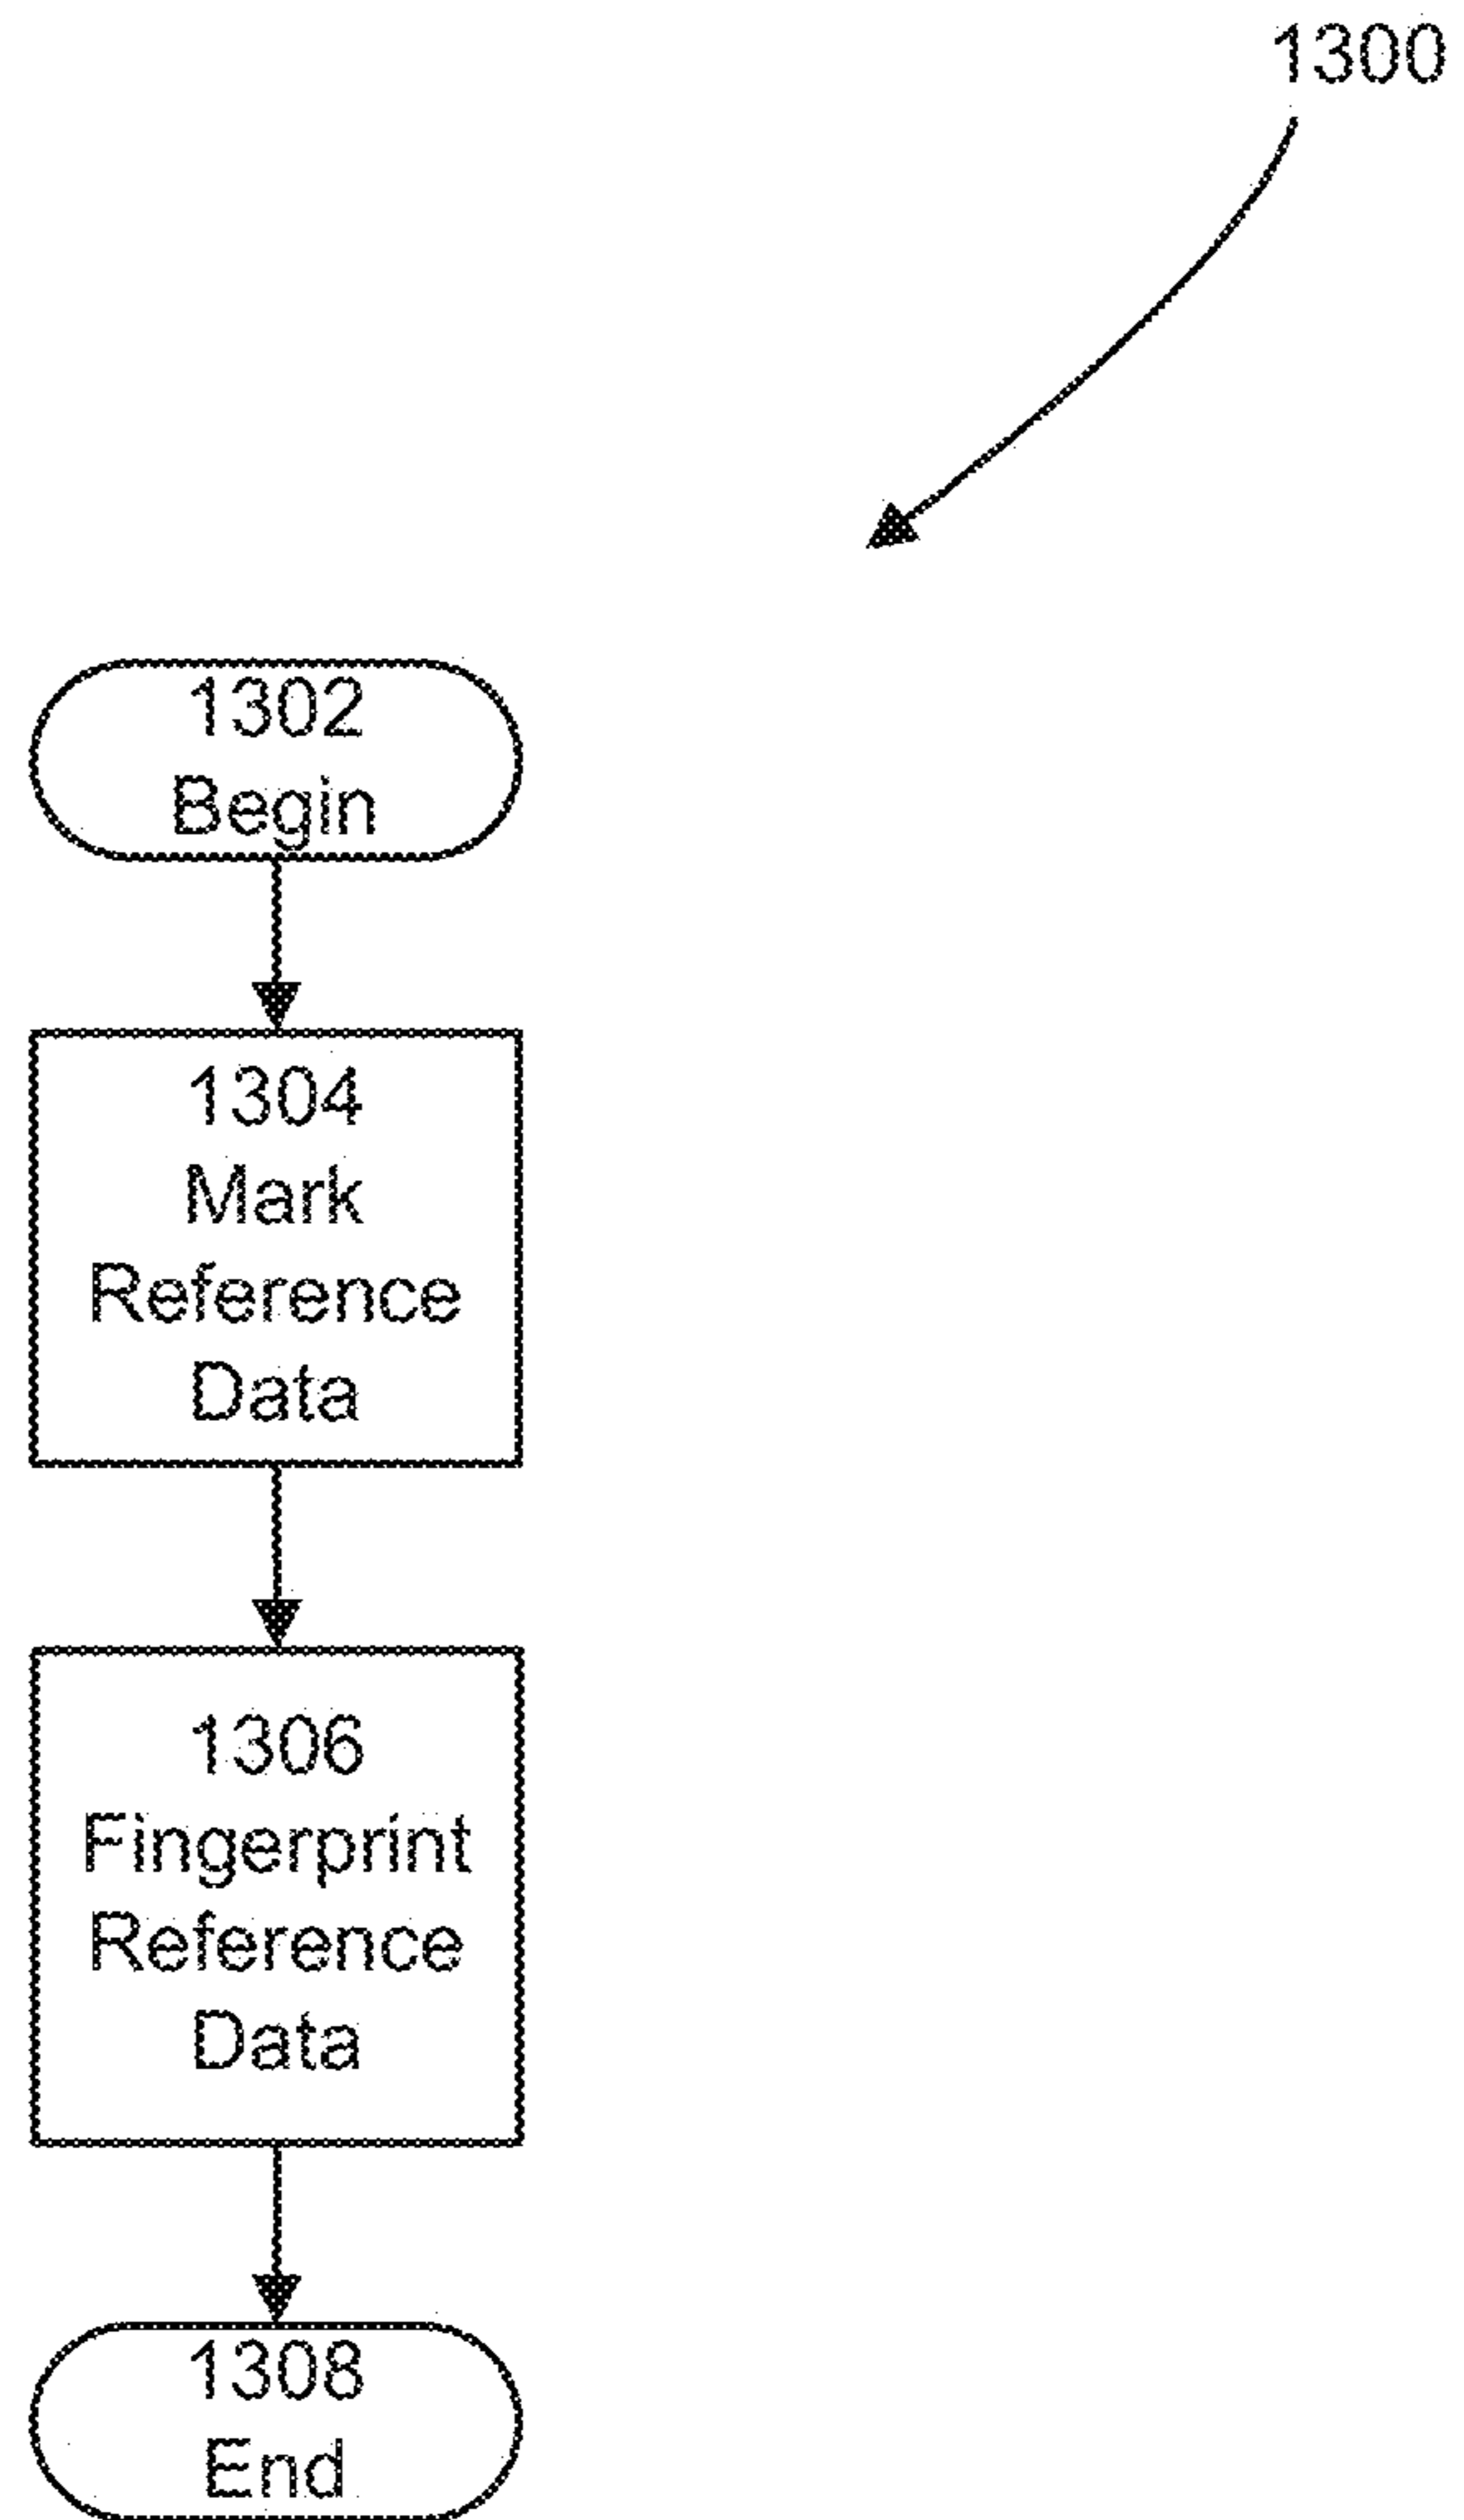 1300
1302
Begin
1304
Mark
Reference
Data
1306
Fingerprint
Reference
Data
1308
End